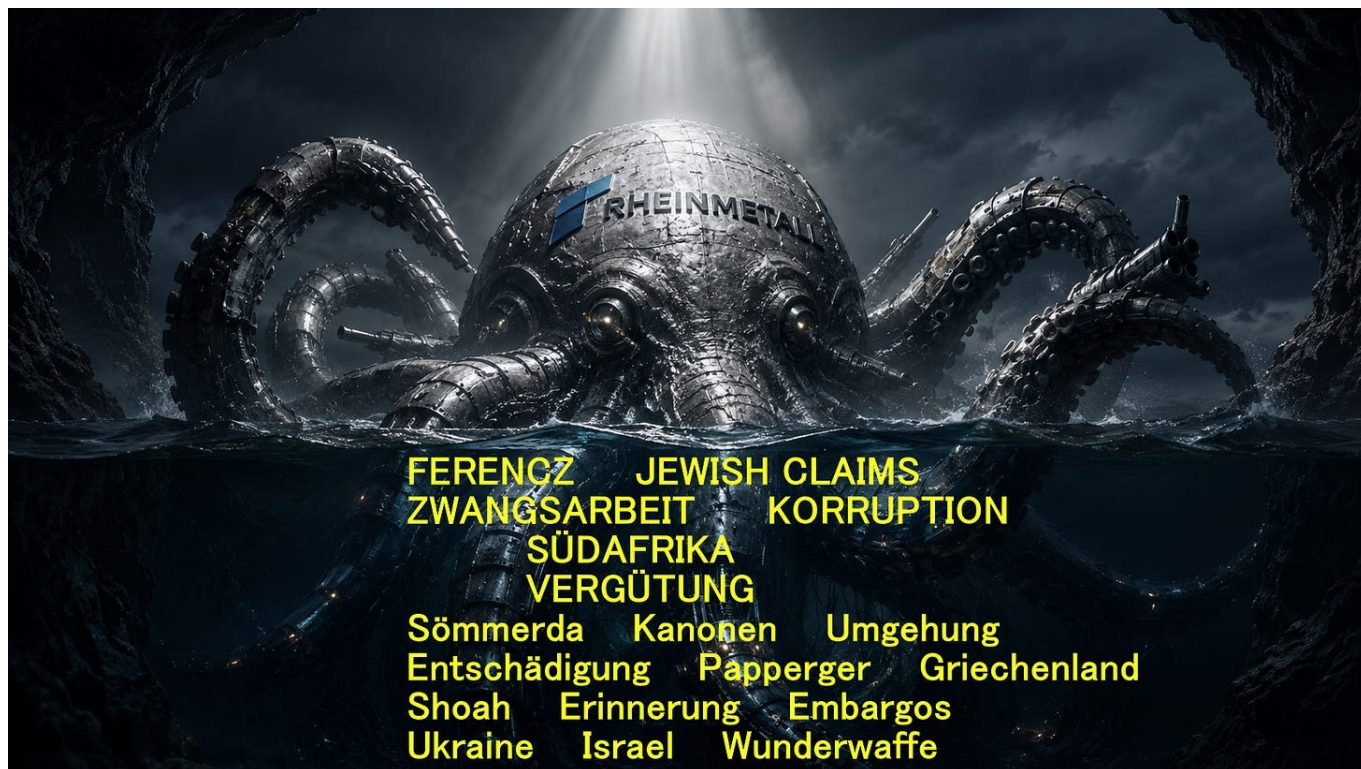 RHEINMETALL
FERENCZ JEWISH CLAIMS
ZWANGSARBEIT KORRUPTION
SÜDAFRIKA
VERGÜTUNG
Sömmerda Kanonen Umgehung
Entschädigung Papperger Griechenland
Shoah Erinnerung Embargos
Ukraine Israel Wunderwaffe